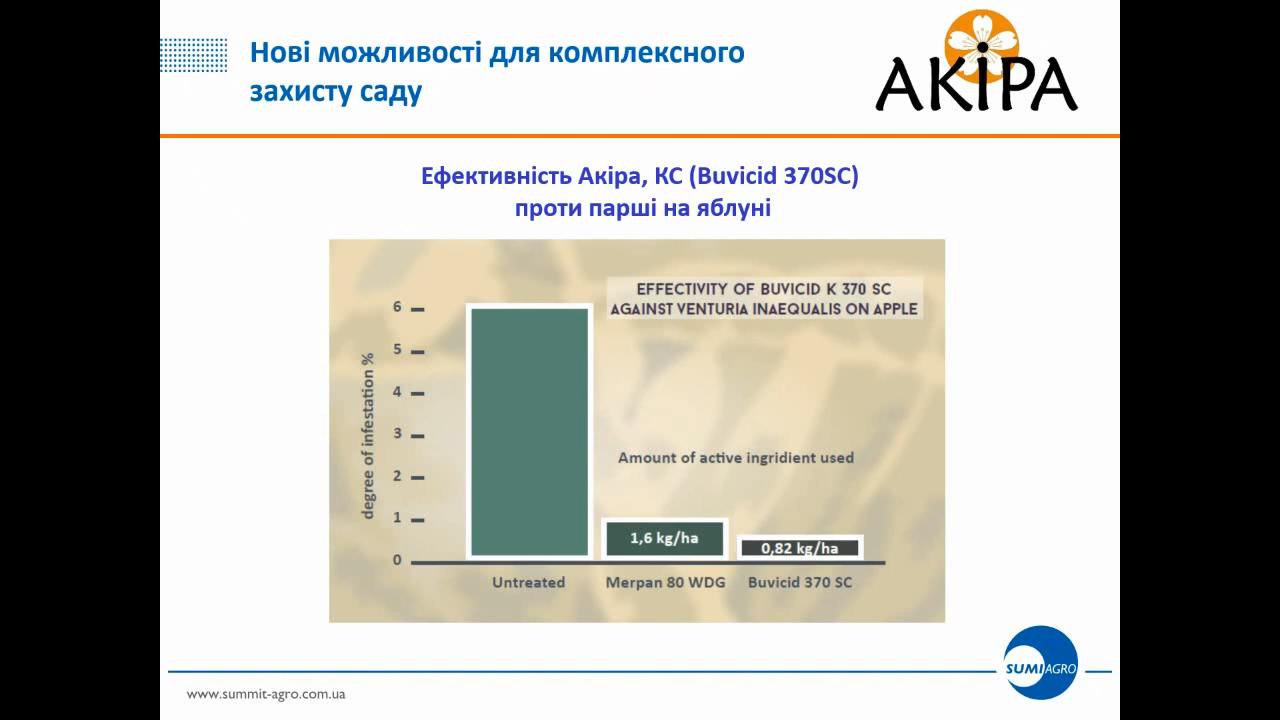 Нові можливості для комплексного
захисту саду
АКІРА
Ефективність Акіра, КС (Buvicid 370SC)
проти парші на яблуні
EFFECTIVITY OF BUVICID K 370 SC
AGAINST VENTURIA INAEQUALIS ON APPLE
degree of infestation %
6
5
4
3
2
1
0
Amount of active ingridient used
1,6 kg/ha
0,82 kg/ha
Untreated
Merpan 80 WDG
Buvicid 370 SC
SUMI AGRO
www.summit-agro.com.ua